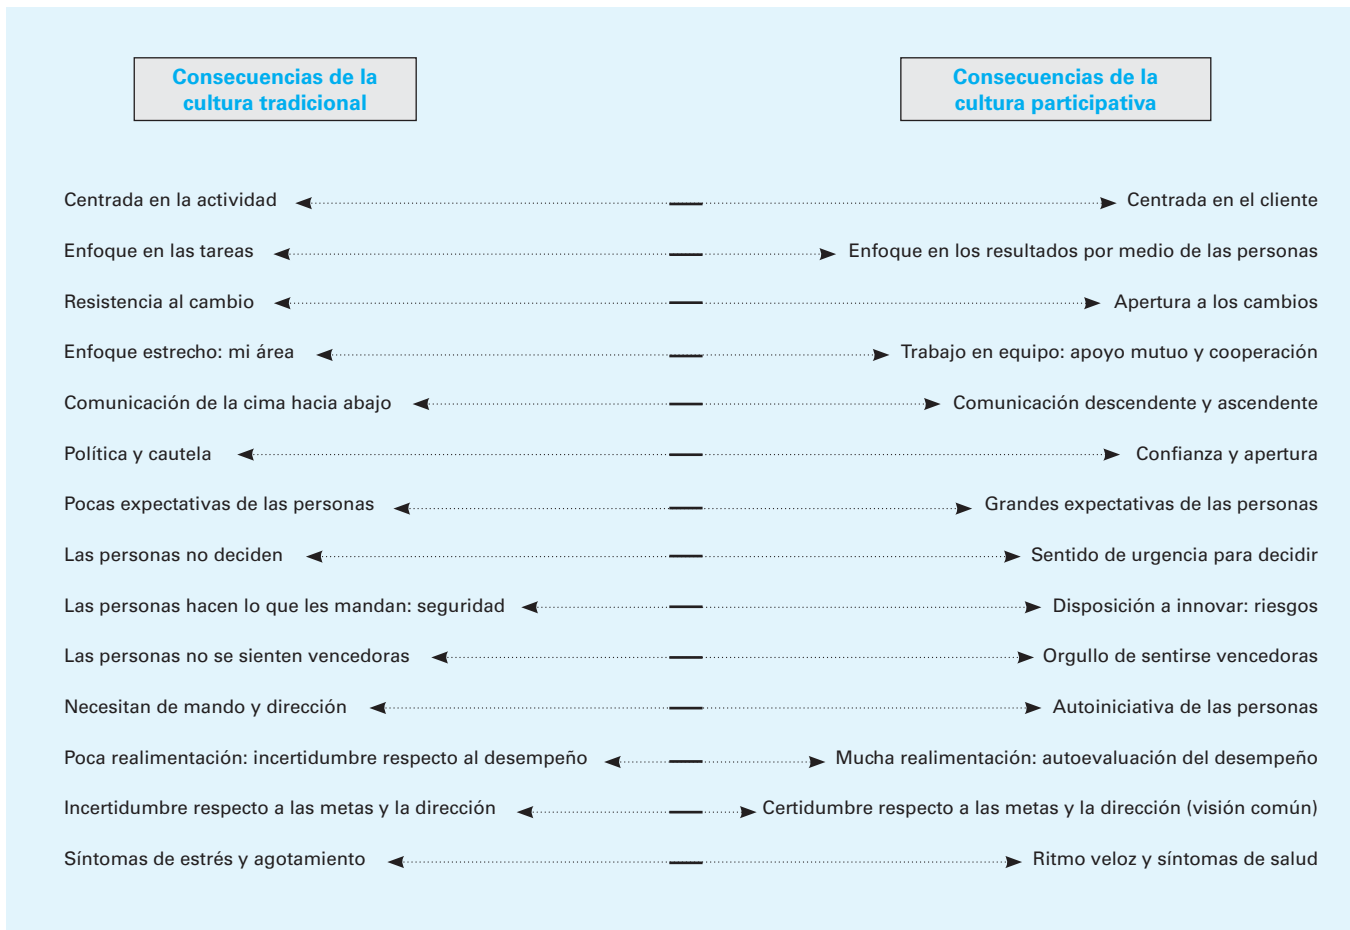 Consecuencias de la
cultura tradicional
Consecuencias de la
cultura participativa
Centrada en la actividad
Centrada en el cliente
Enfoque en las tareas
Enfoque en los resultados por medio de las personas
Resistencia al cambio
Apertura a los cambios
Enfoque estrecho: mi área
Trabajo en equipo: apoyo mutuo y cooperación
Comunicación de la cima hacia abajo
Comunicación descendente y ascendente
Política y cautela
Confianza y apertura
Pocas expectativas de las personas
Grandes expectativas de las personas
Las personas no deciden
Sentido de urgencia para decidir
Las personas hacen lo que les mandan: seguridad
Disposición a innovar: riesgos
Las personas no se sienten vencedoras
Orgullo de sentirse vencedoras
Necesitan de mando y dirección
Autoiniciativa de las personas
Poca realimentación: incertidumbre respecto al desempeño
Mucha realimentación: autoevaluación del desempeño
Incertidumbre respecto a las metas y la dirección
Certidumbre respecto a las metas y la dirección (visión común)
Síntomas de estrés y agotamiento
Ritmo veloz y síntomas de salud